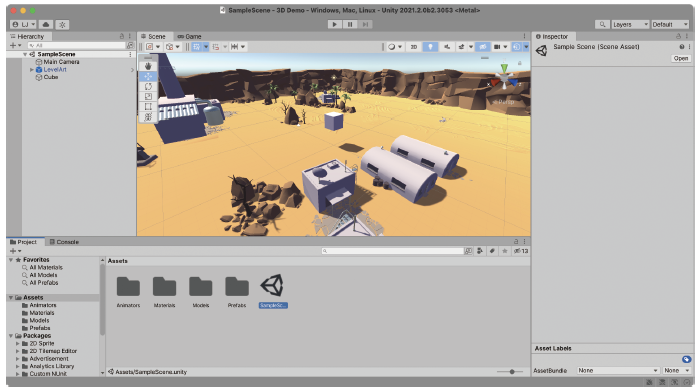 SampleScene - 3D Demo - Windows, Mac, Linux - Unity 2021.2.0b2.3053 <Metal>
LJ
Layers
Default
Hierarchy
All
SampleScene
Main Camera
LevelArt
Cube
Scene
Game
2D
Persp
Inspector
Sample Scene (Scene Asset)
Open
Project
Console
13
Favorites
All Materials
All Models
All Prefabs
Assets
Animators
Materials
Models
Prefabs
Packages
2D Sprite
2D Tilemap Editor
Advertisement
Analytics Library
Custom NUnit
Assets
Animators
Materials
Models
Prefabs
SampleSc...
Assets/SampleScene.unity
Asset Labels
AssetBundle
None
None